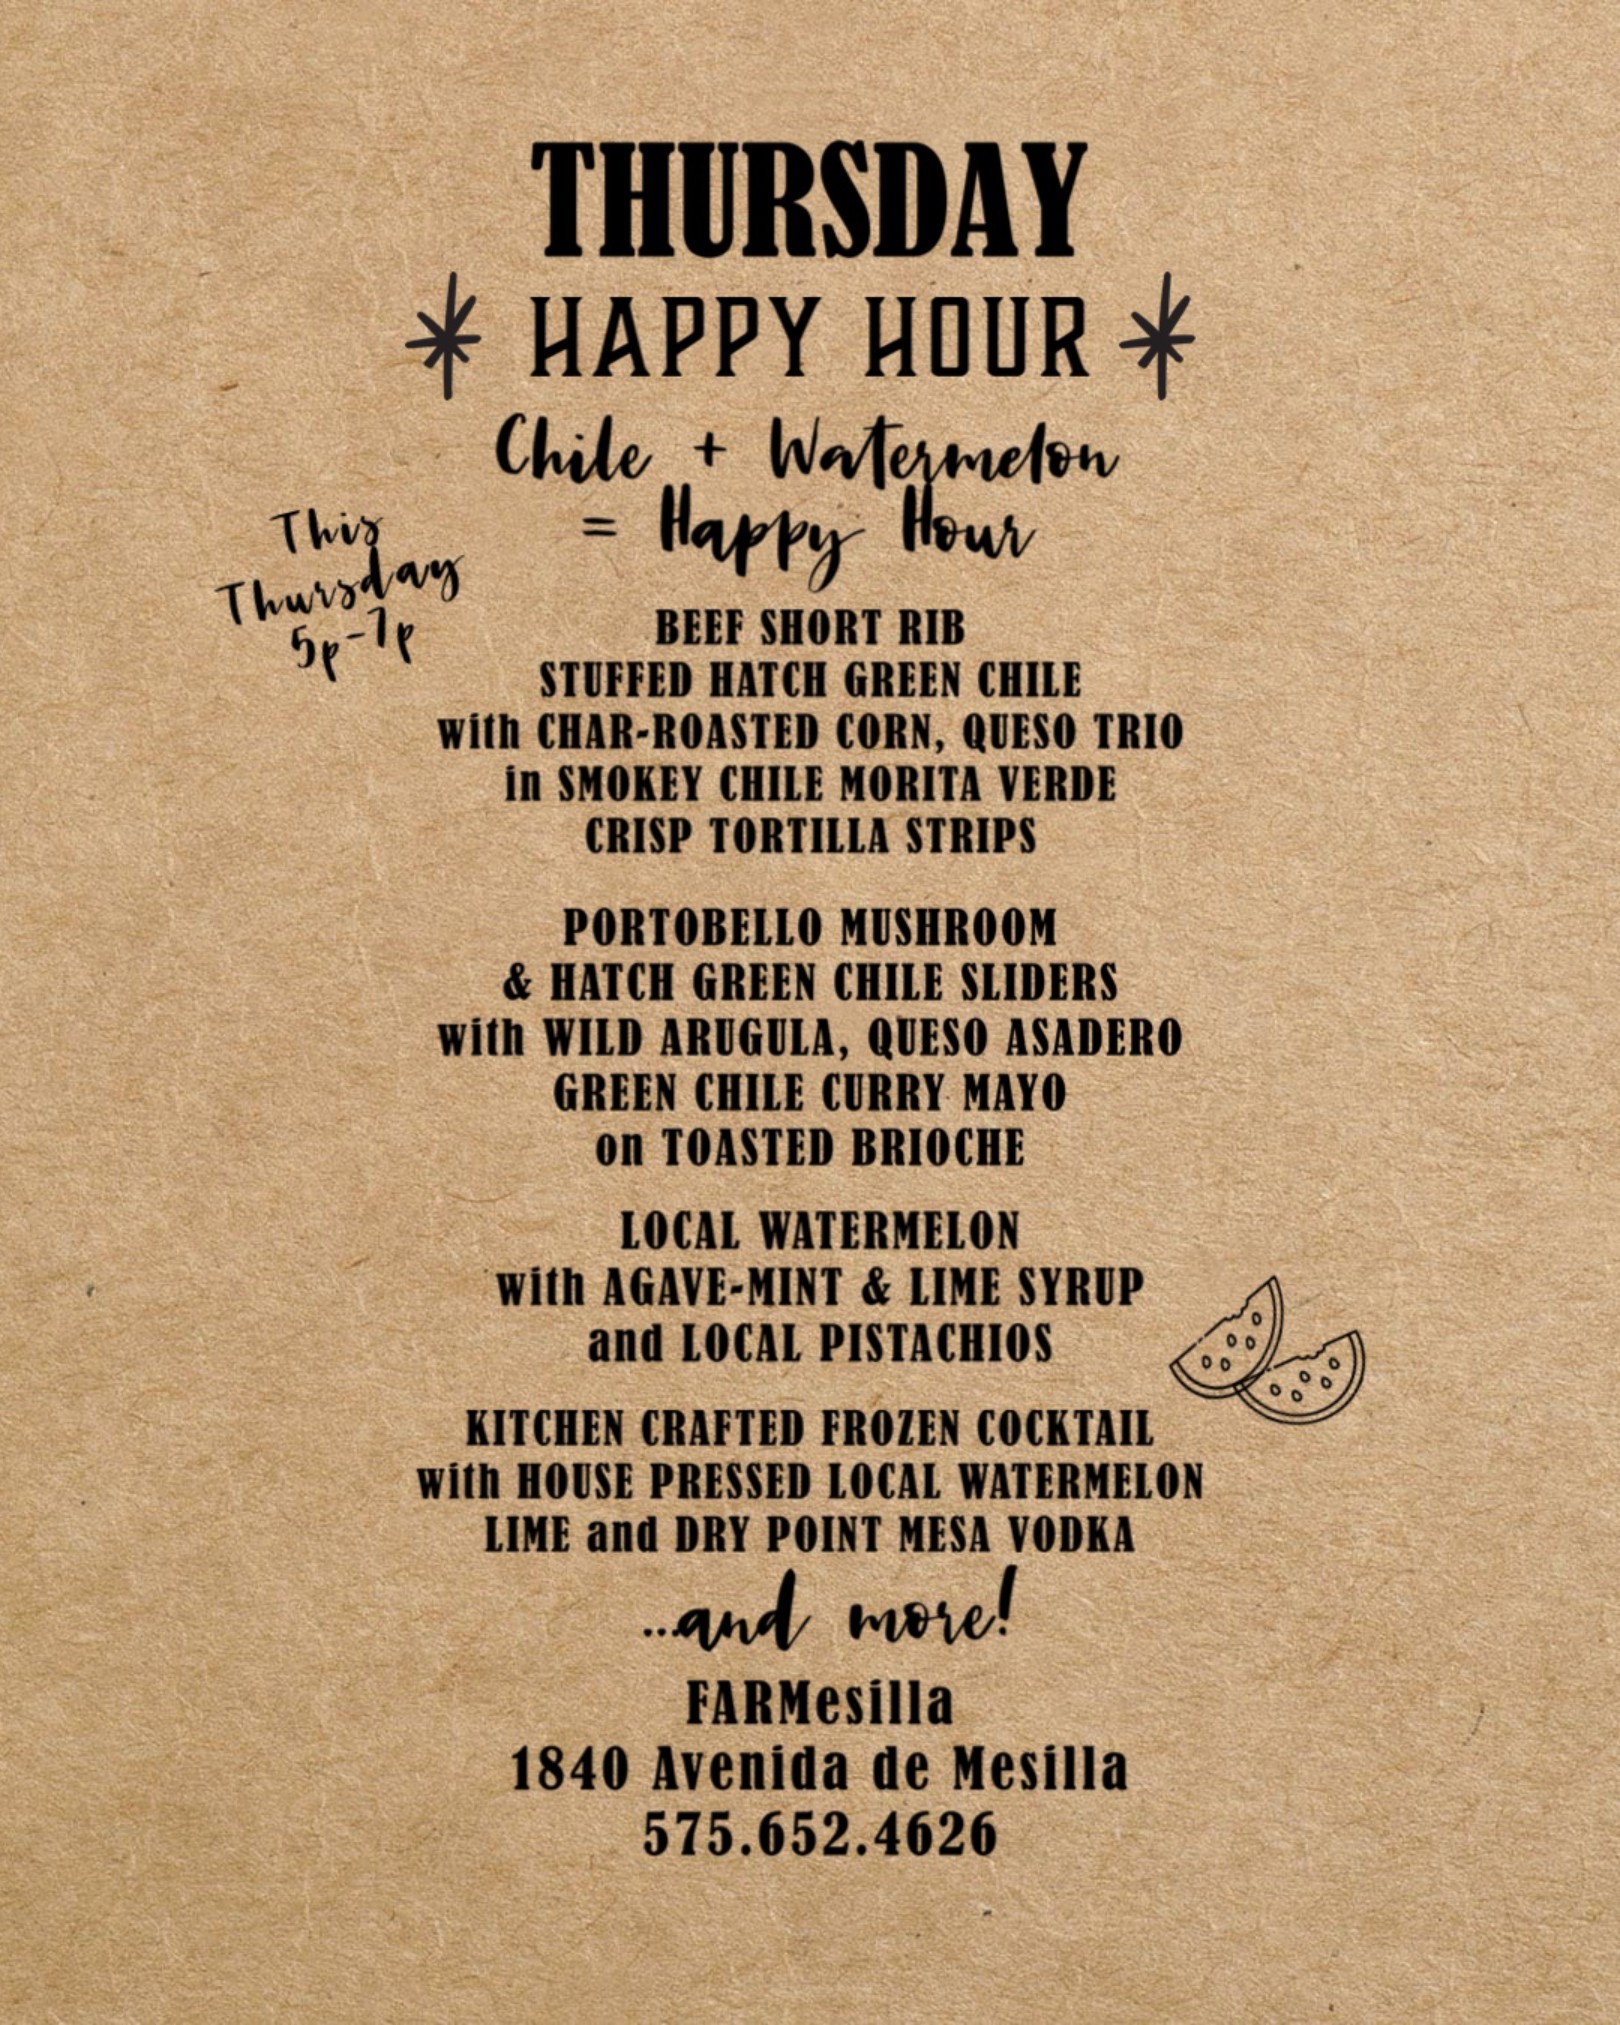 THURSDAY
HAPPY HOUR
Chile + Watermelon
= Happy Hour
This
Thursday
5p-7p
BEEF SHORT RIB
STUFFED HATCH GREEN CHILE
with CHAR-ROASTED CORN, QUESO TRIO
in SMOKEY CHILE MORITA VERDE
CRISP TORTILLA STRIPS
PORTOBELLO MUSHROOM
& HATCH GREEN CHILE SLIDERS
with WILD ARUGULA, QUESO ASADERO
GREEN CHILE CURRY MAYO
on TOASTED BRIOCHE
LOCAL WATERMELON
with AGAVE-MINT & LIME SYRUP
and LOCAL PISTACHIOS
KITCHEN CRAFTED FROZEN COCKTAIL
with HOUSE PRESSED LOCAL WATERMELON
LIME and DRY POINT MESA VODKA
...and more!
FARMesilla
1840 Avenida de Mesilla
575.652.4626